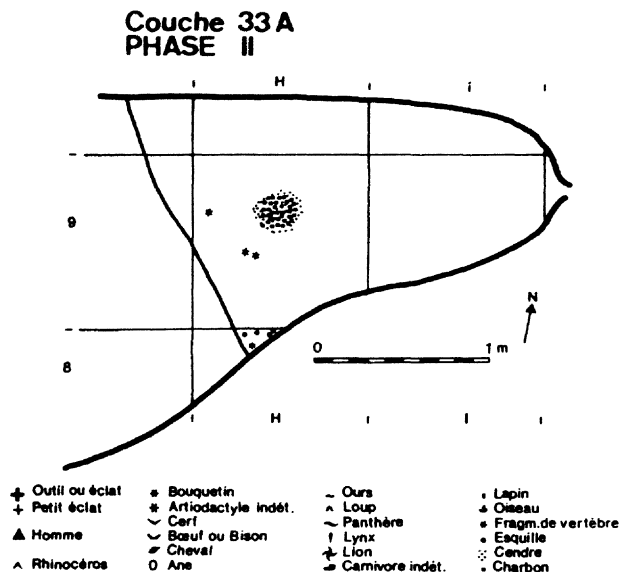 Couche 33 A
PHASE II
H i
9
N
0 1 m
8
H I
Outil ou éclat
Petit éclat
Homme
Rhinocéros
Bouquetin
Artiodactyle indét.
Cerf
Bœuf ou Bison
Cheval
Ane
Ours
Loup
Panthère
Lynx
Lion
Carnivore indét.
Lapin
Oiseau
Fragm.de vertèbre
Esquille
Cendre
Charbon